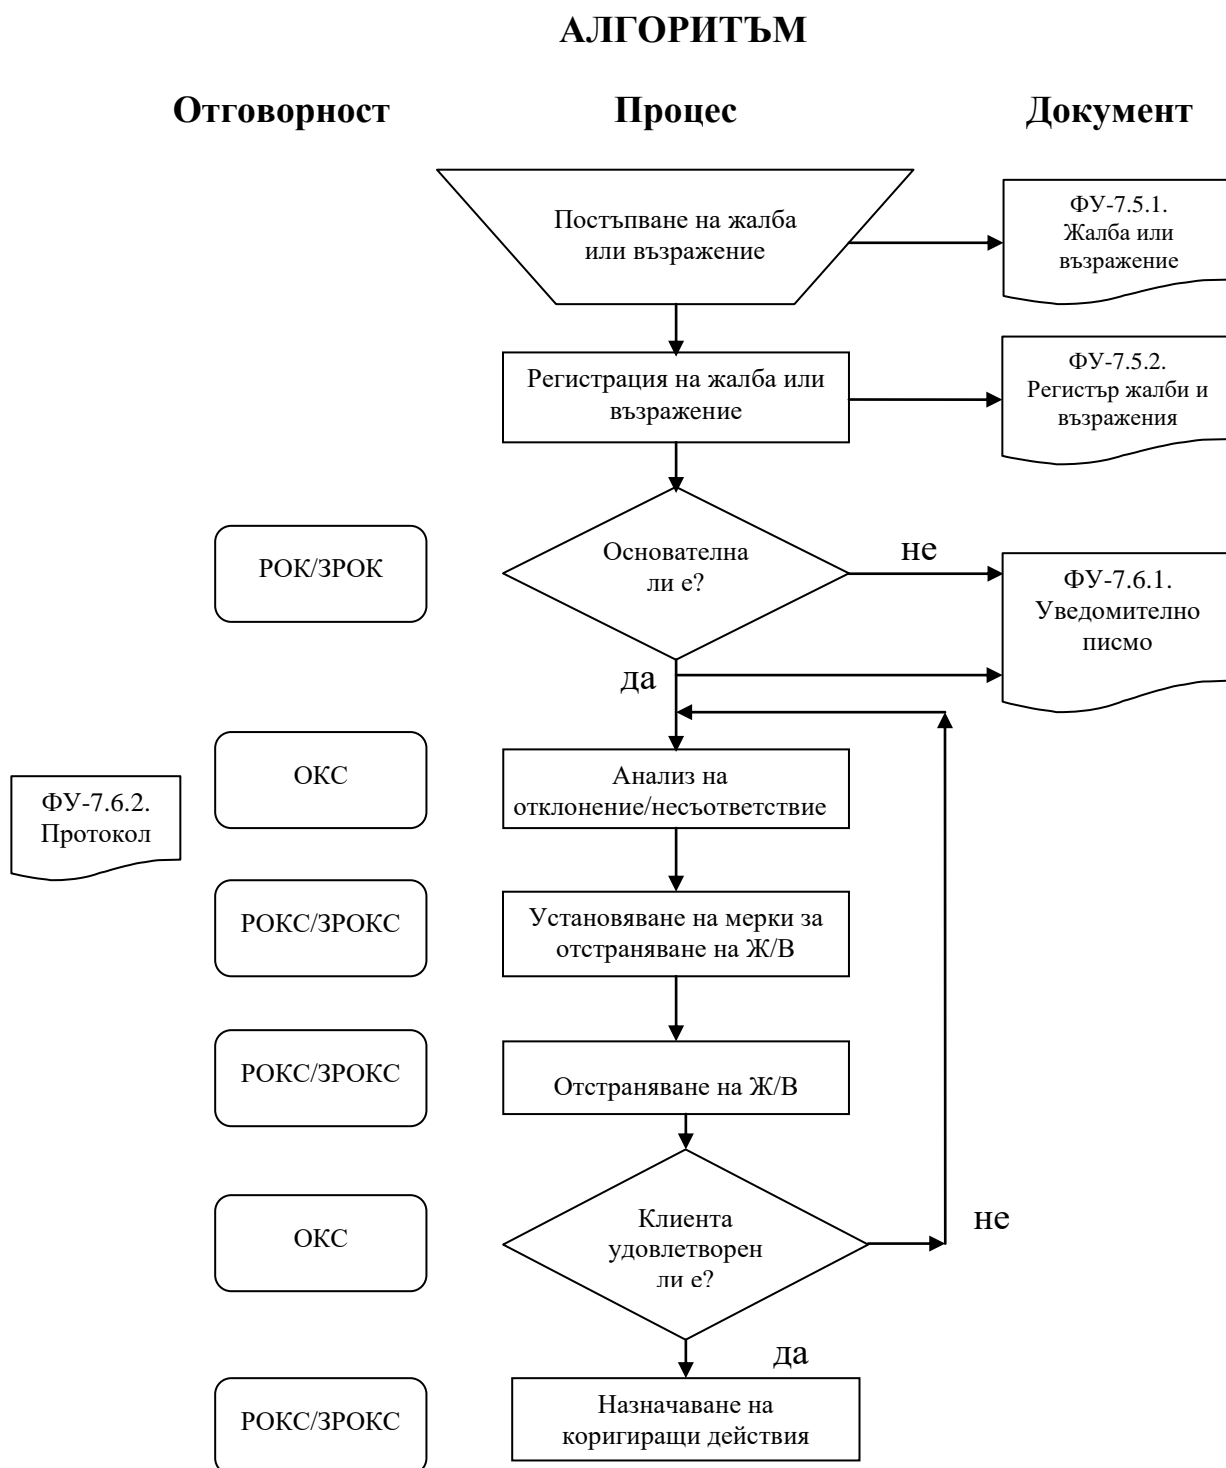 АЛГОРИТЪМ
Отговорност
Процес
Документ
Постъпване на жалба
или възражение
ФУ-7.5.1.
Жалба или
възражение
Регистрация на жалба или
възражение
ФУ-7.5.2.
Регистър жалби и
възражения
РОК/ЗРОК
Основателна
ли е?
не
ФУ-7.6.1.
Уведомително
писмо
да
ФУ-7.6.2.
Протокол
ОКС
Анализ на
отклонение/несъответствие
РОКС/ЗРОКС
Установяване на мерки за
отстраняване на Ж/В
РОКС/ЗРОКС
Отстраняване на Ж/В
ОКС
Клиента
удовлетворен
ли е?
не
да
РОКС/ЗРОКС
Назначаване на
коригиращи действия